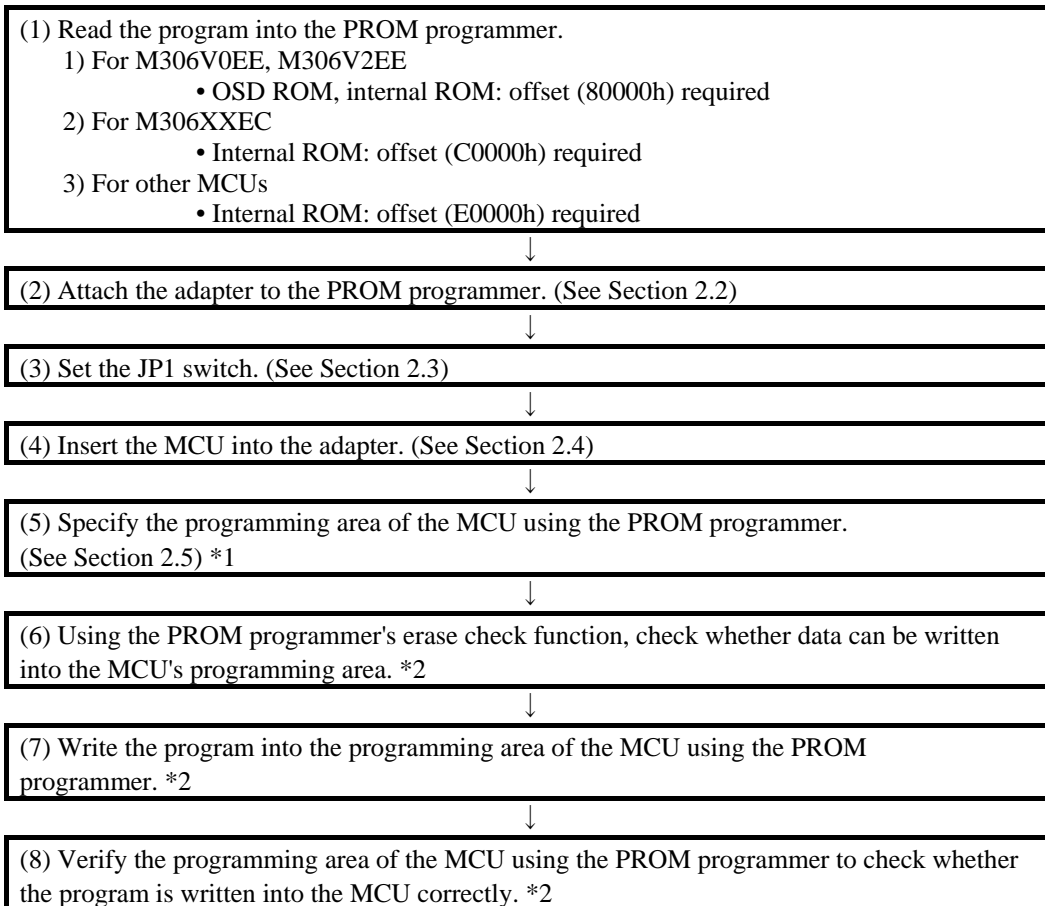 (1) Read the program into the PROM programmer.
1) For M306V0EE, M306V2EE
• OSD ROM, internal ROM: offset (80000h) required
2) For M306XXEC
• Internal ROM: offset (C0000h) required
3) For other MCUs
• Internal ROM: offset (E0000h) required
↓
(2) Attach the adapter to the PROM programmer. (See Section 2.2)
↓
(3) Set the JP1 switch. (See Section 2.3)
↓
(4) Insert the MCU into the adapter. (See Section 2.4)
↓
(5) Specify the programming area of the MCU using the PROM programmer.
(See Section 2.5) *1
↓
(6) Using the PROM programmer's erase check function, check whether data can be written
into the MCU's programming area. *2
↓
(7) Write the program into the programming area of the MCU using the PROM
programmer. *2
↓
(8) Verify the programming area of the MCU using the PROM programmer to check whether
the program is written into the MCU correctly. *2